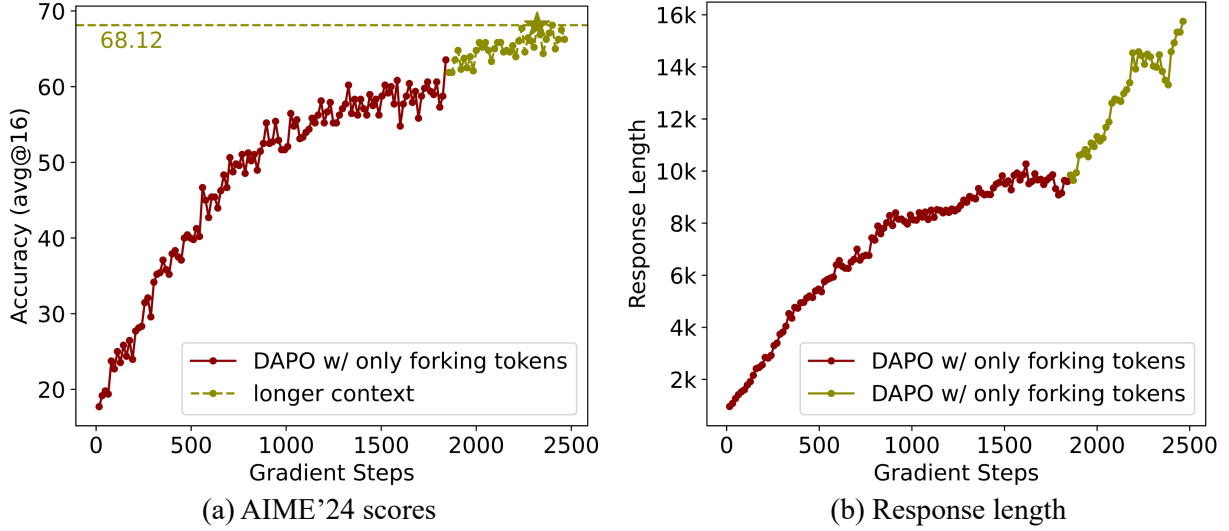 70
60
50
40
30
20
68.12
Accuracy (avg@16)
DAPO w/ only forking tokens
longer context
0 500 1000 1500 2000 2500
Gradient Steps
(a) AIME’24 scores
16k
14k
12k
10k
8k
6k
4k
2k
Response Length
DAPO w/ only forking tokens
DAPO w/ only forking tokens
0 500 1000 1500 2000 2500
Gradient Steps
(b) Response length